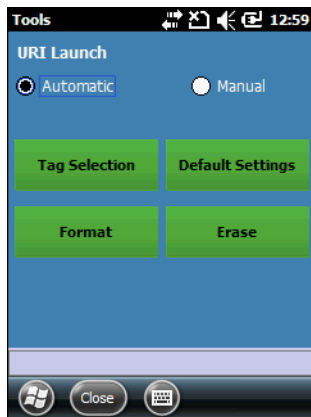 Tools 12:59
URI Launch
Automatic Manual
Tag Selection Default Settings
Format Erase
Close